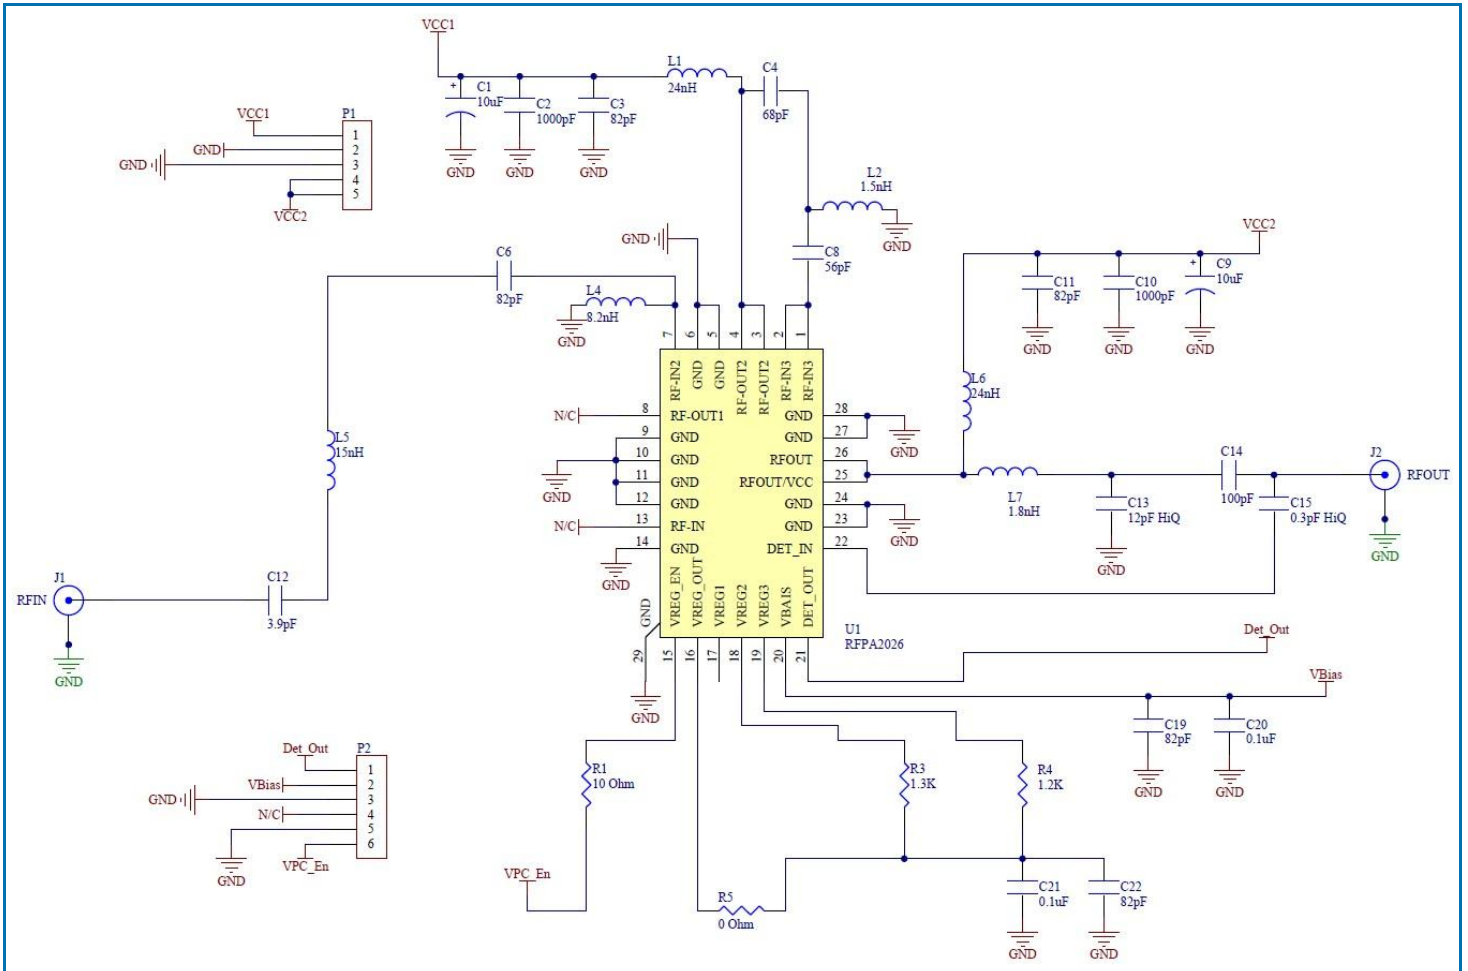 VCC1
L1
24nH
C4
68pF
C1
10uF
C2
1000pF
C3
82pF
GND
GND
GND
P1
VCC1
GND
GND
VCC2
1
2
3
4
5
L2
1.5nH
GND
C8
56pF
GND
C6
82pF
L4
8.2nH
GND
VCC2
C11
82pF
C10
1000pF
C9
10uF
GND
GND
GND
L6
24nH
7
6
5
4
3
2
1
RF-IN2
GND
GND
RF-OUT2
RF-OUT2
RF-IN3
RF-IN3
N/C
8
RF-OUT1
9
GND
10
GND
11
GND
12
GND
N/C
13
RF-IN
14
GND
GND
GND
GND
28
GND
27
RFOUT
26
RFOUT/VCC
25
GND
24
GND
23
DET_IN
22
GND
GND
L5
15nH
L7
1.8nH
C13
12pF HiQ
GND
C14
100pF
C15
0.3pF HiQ
J2
RFOUT
GND
J1
RFIN
GND
C12
3.9pF
GND
VREG_EN
VREG_OUT
VREG1
VREG2
VREG3
VBAIS
DET_OUT
29
15
16
17
18
19
20
21
GND
U1
RFPA2026
Det_Out
VBias
C19
82pF
C20
0.1uF
GND
GND
P2
Det_Out
VBias
GND
N/C
GND
VPC_En
1
2
3
4
5
6
R1
10 Ohm
VPC_En
R3
1.3K
R4
1.2K
R5
0 Ohm
C21
0.1uF
C22
82pF
GND
GND